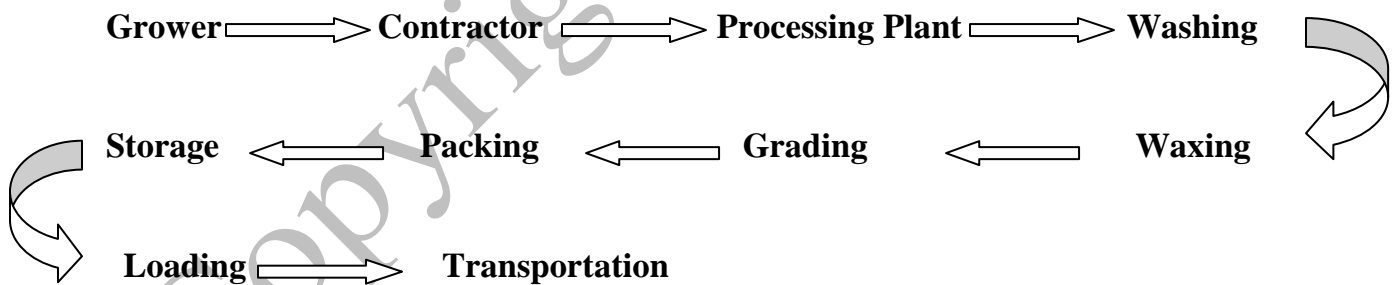 Grower Contractor Processing Plant Washing
Storage Packing Grading Waxing
Loading Transportation